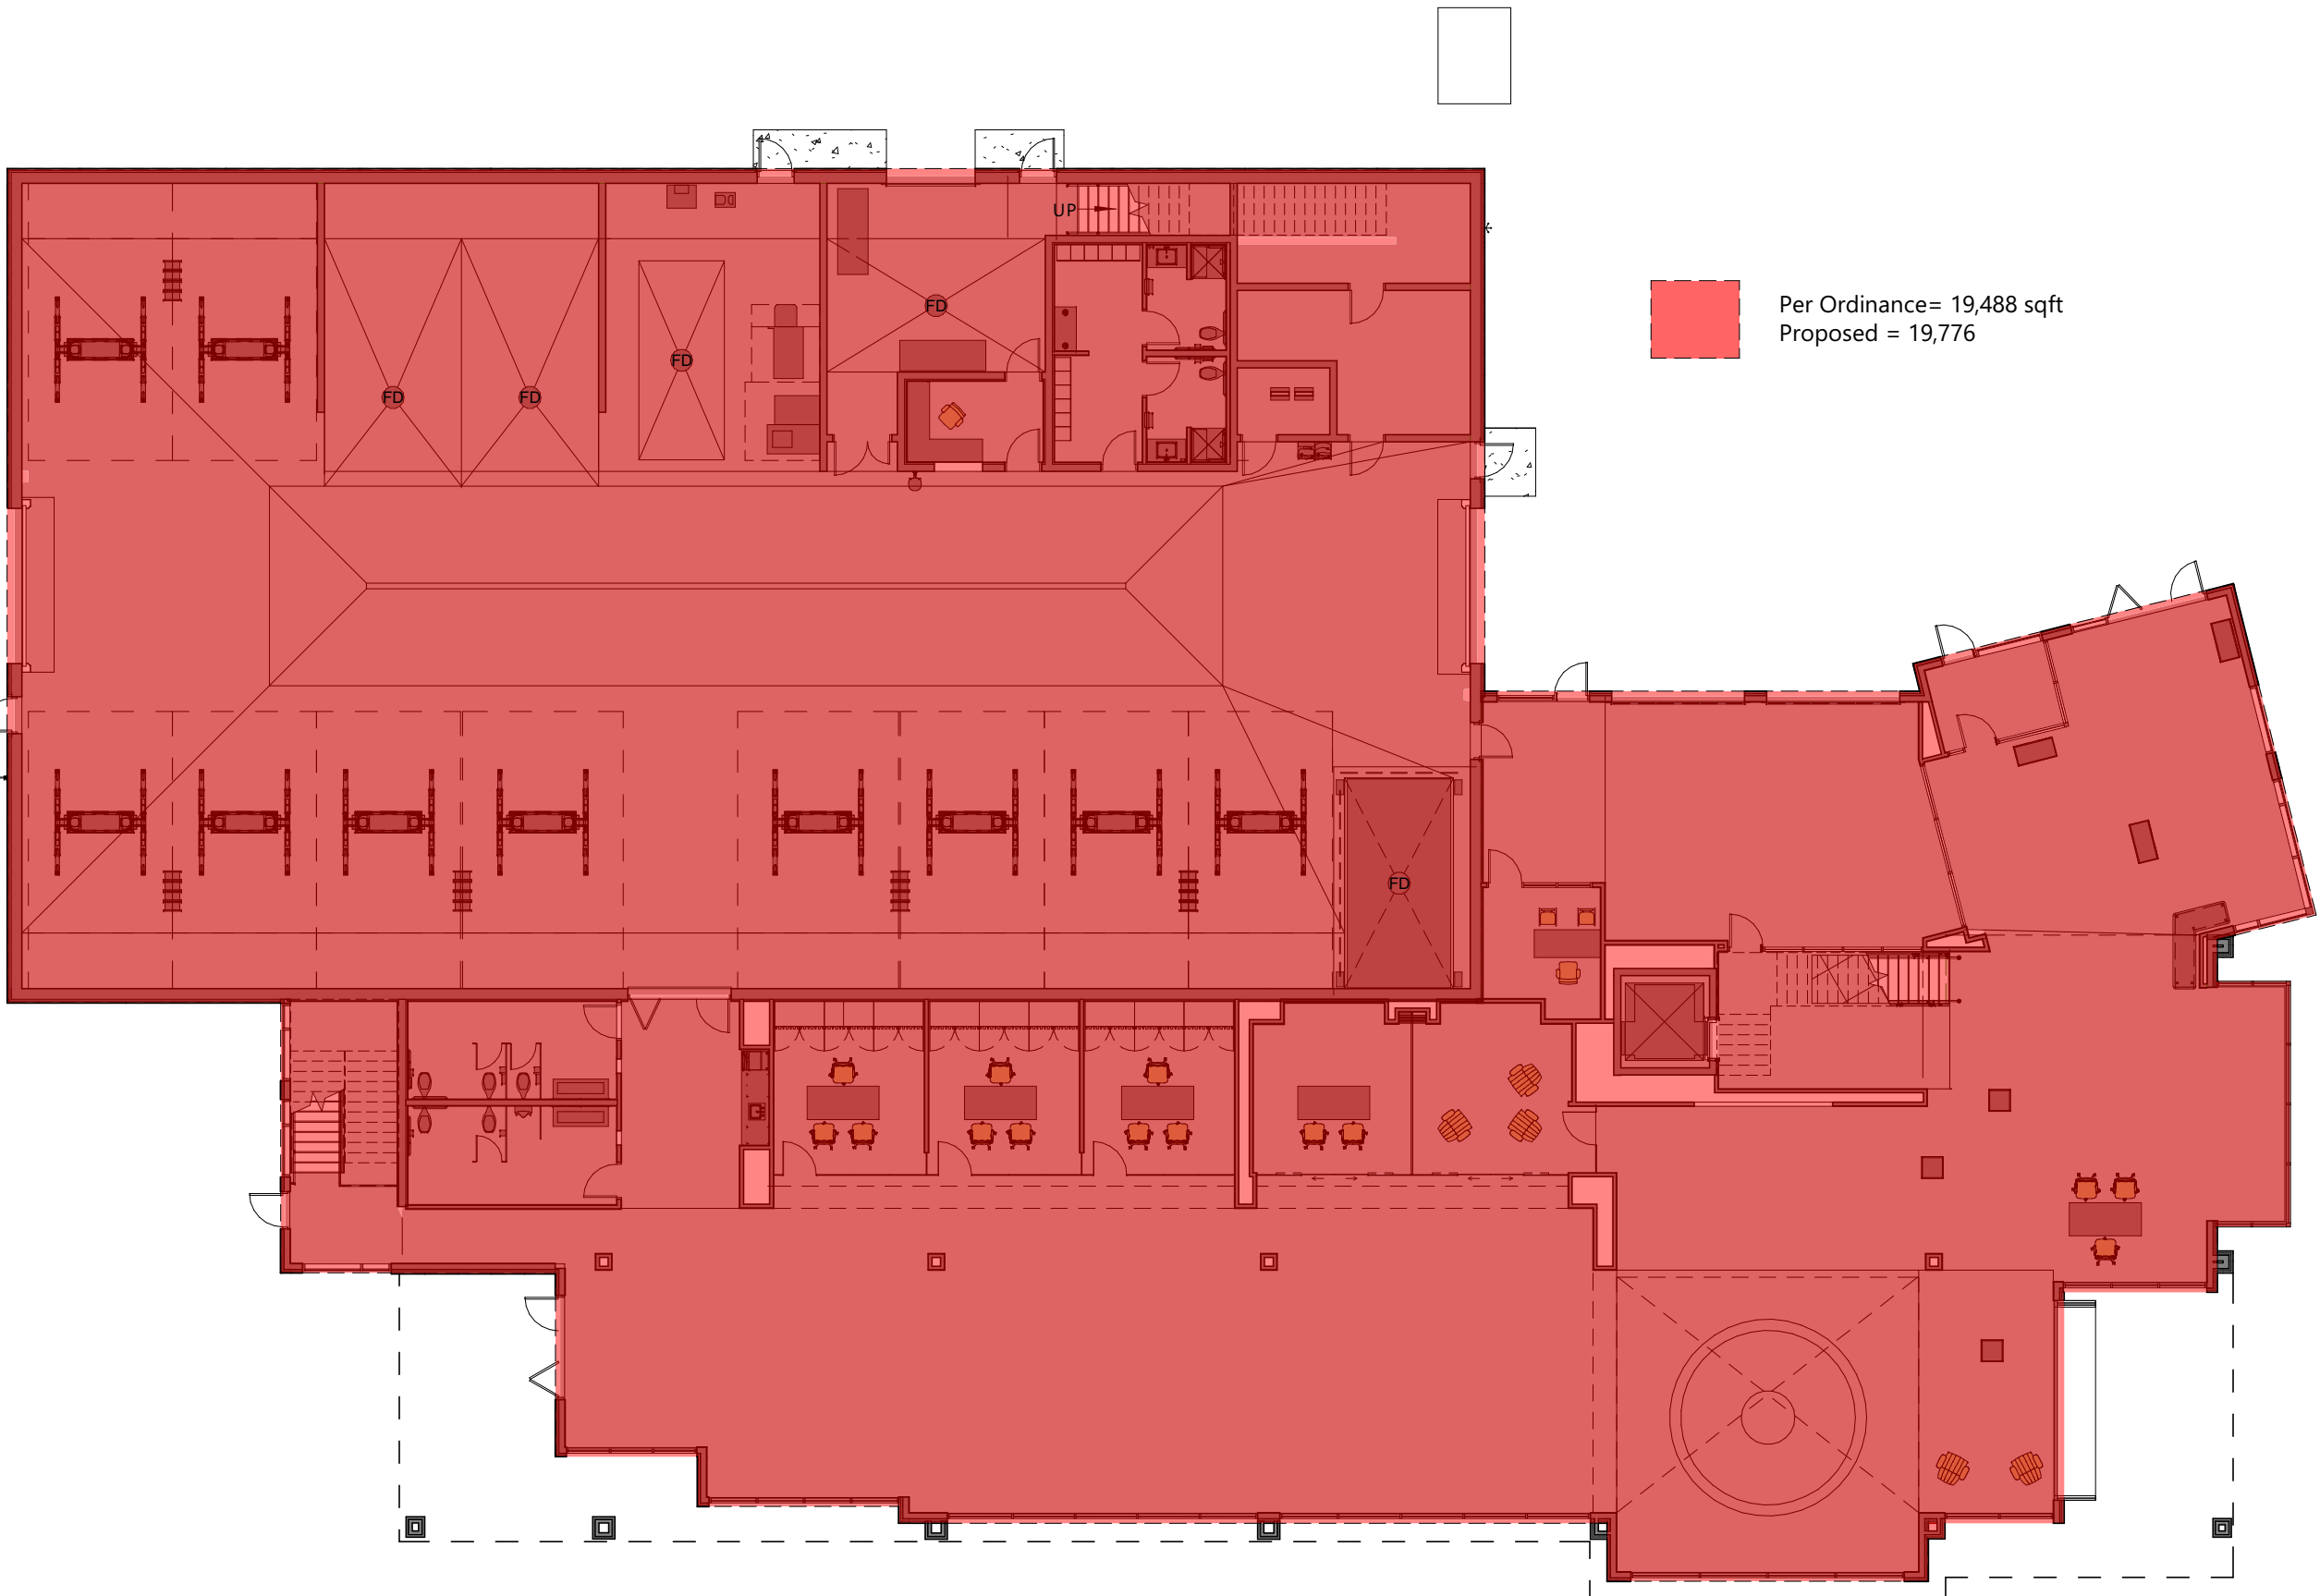 UP
FD
FD
FD
FD
Per Ordinance= 19,488 sqft
Proposed = 19,776
FD